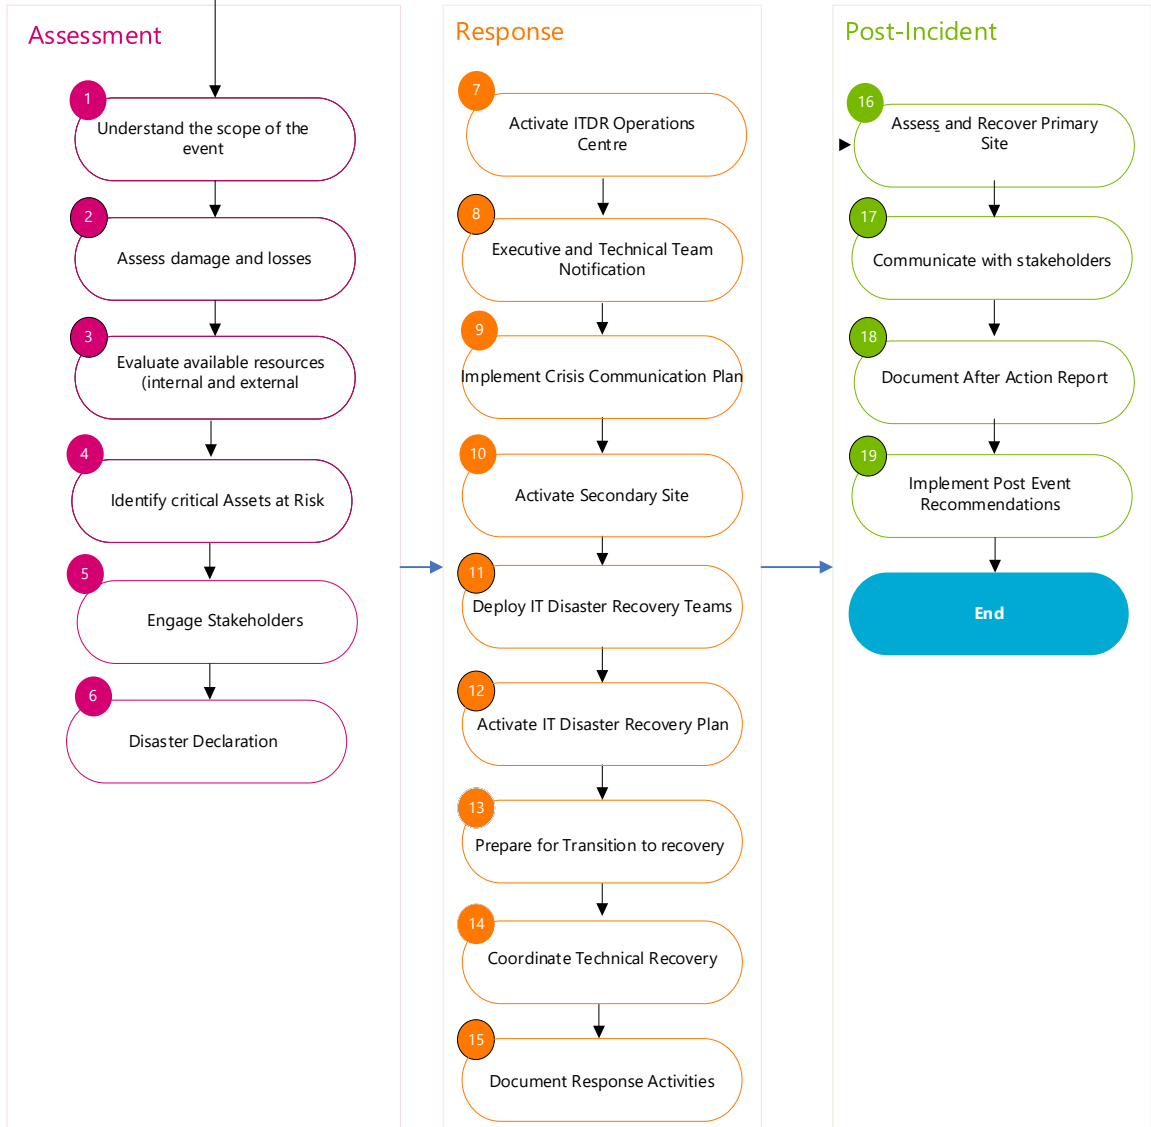 Assessment
1
Understand the scope of the
event
2
Assess damage and losses
3
Evaluate available resources
(internal and external
4
Identify critical Assets at Risk
5
Engage Stakeholders
6
Disaster Declaration
Response
7
Activate ITDR Operations
Centre
8
Executive and Technical Team
Notification
9
Implement Crisis Communication Plan
10
Activate Secondary Site
11
Deploy IT Disaster Recovery Teams
12
Activate IT Disaster Recovery Plan
13
Prepare for Transition to recovery
14
Coordinate Technical Recovery
15
Document Response Activities
Post-Incident
16
Assess and Recover Primary
Site
17
Communicate with stakeholders
18
Document After Action Report
19
Implement Post Event
Recommendations
End